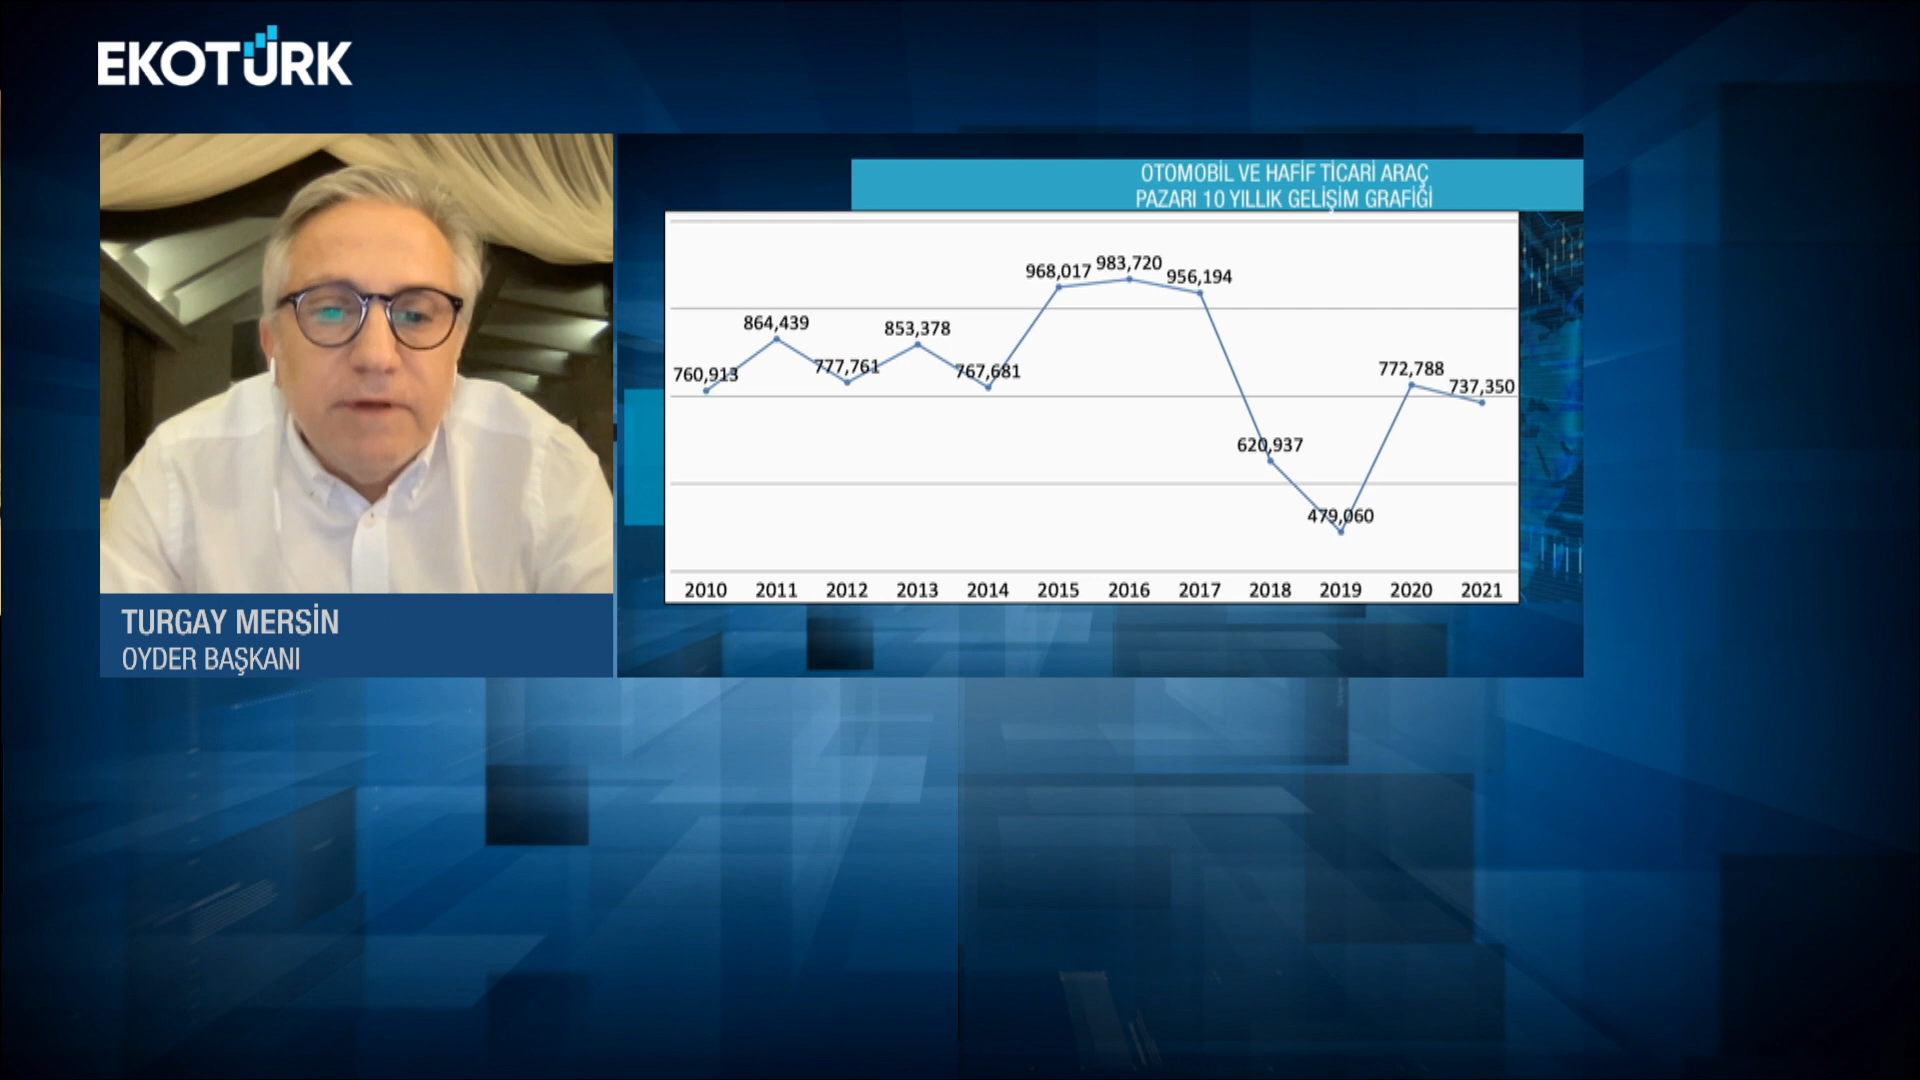 EKOTÜRK
OTOMOBİL VE HAFİF TİCARİ ARAÇ
PAZARI 10 YILLIK GELİŞİM GRAFİĞİ
760,913
864,439
777,761
853,378
767,681
968,017
983,720
956,194
620,937
479,060
772,788
737,350
2010 2011 2012 2013 2014 2015 2016 2017 2018 2019 2020 2021
TURGAY MERSİN
OYDER BAŞKANI